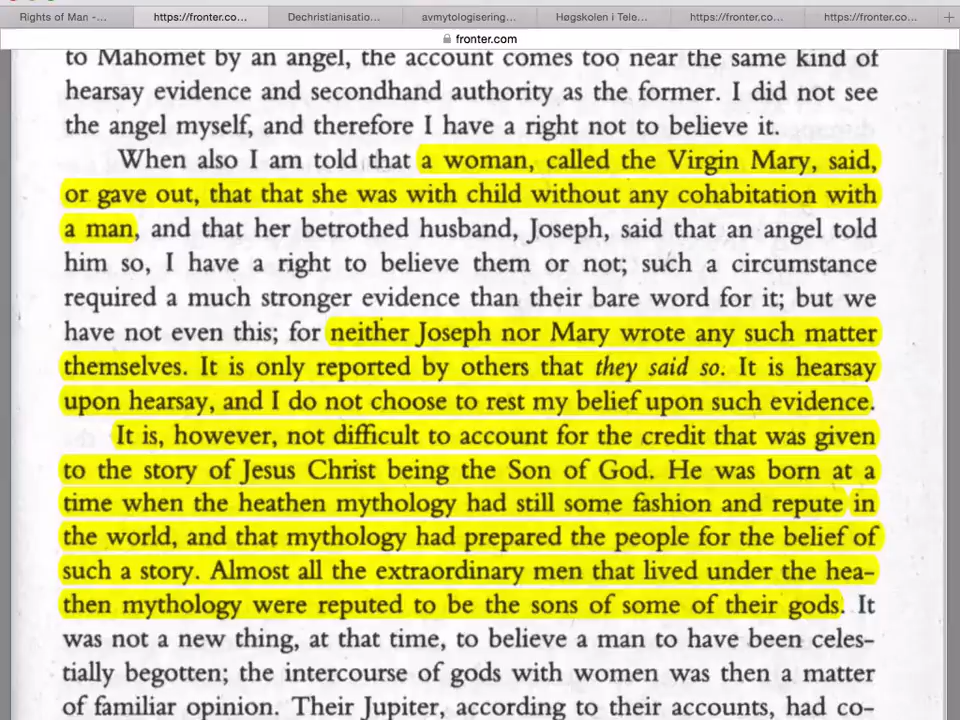 Rights of Man -... https://fronter.co... Dechristianisatio... avmytologisering... Høgskolen i Tele... https://fronter.co... https://fronter.co...
fronter.com
to Mahomet by an angel, the account comes too near the same kind of
hearsay evidence and secondhand authority as the former. I did not see
the angel myself, and therefore I have a right not to believe it.
When also I am told that a woman, called the Virgin Mary, said,
or gave out, that that she was with child without any cohabitation with
a man, and that her betrothed husband, Joseph, said that an angel told
him so, I have a right to believe them or not; such a circumstance
required a much stronger evidence than their bare word for it; but we
have not even this; for neither Joseph nor Mary wrote any such matter
themselves. It is only reported by others that they said so. It is hearsay
upon hearsay, and I do not choose to rest my belief upon such evidence.
It is, however, not difficult to account for the credit that was given
to the story of Jesus Christ being the Son of God. He was born at a
time when the heathen mythology had still some fashion and repute in
the world, and that mythology had prepared the people for the belief of
such a story. Almost all the extraordinary men that lived under the hea-
then mythology were reputed to be the sons of some of their gods. It
was not a new thing, at that time, to believe a man to have been celes-
tially begotten; the intercourse of gods with women was then a matter
of familiar opinion. Their Jupiter, according to their accounts, had co-